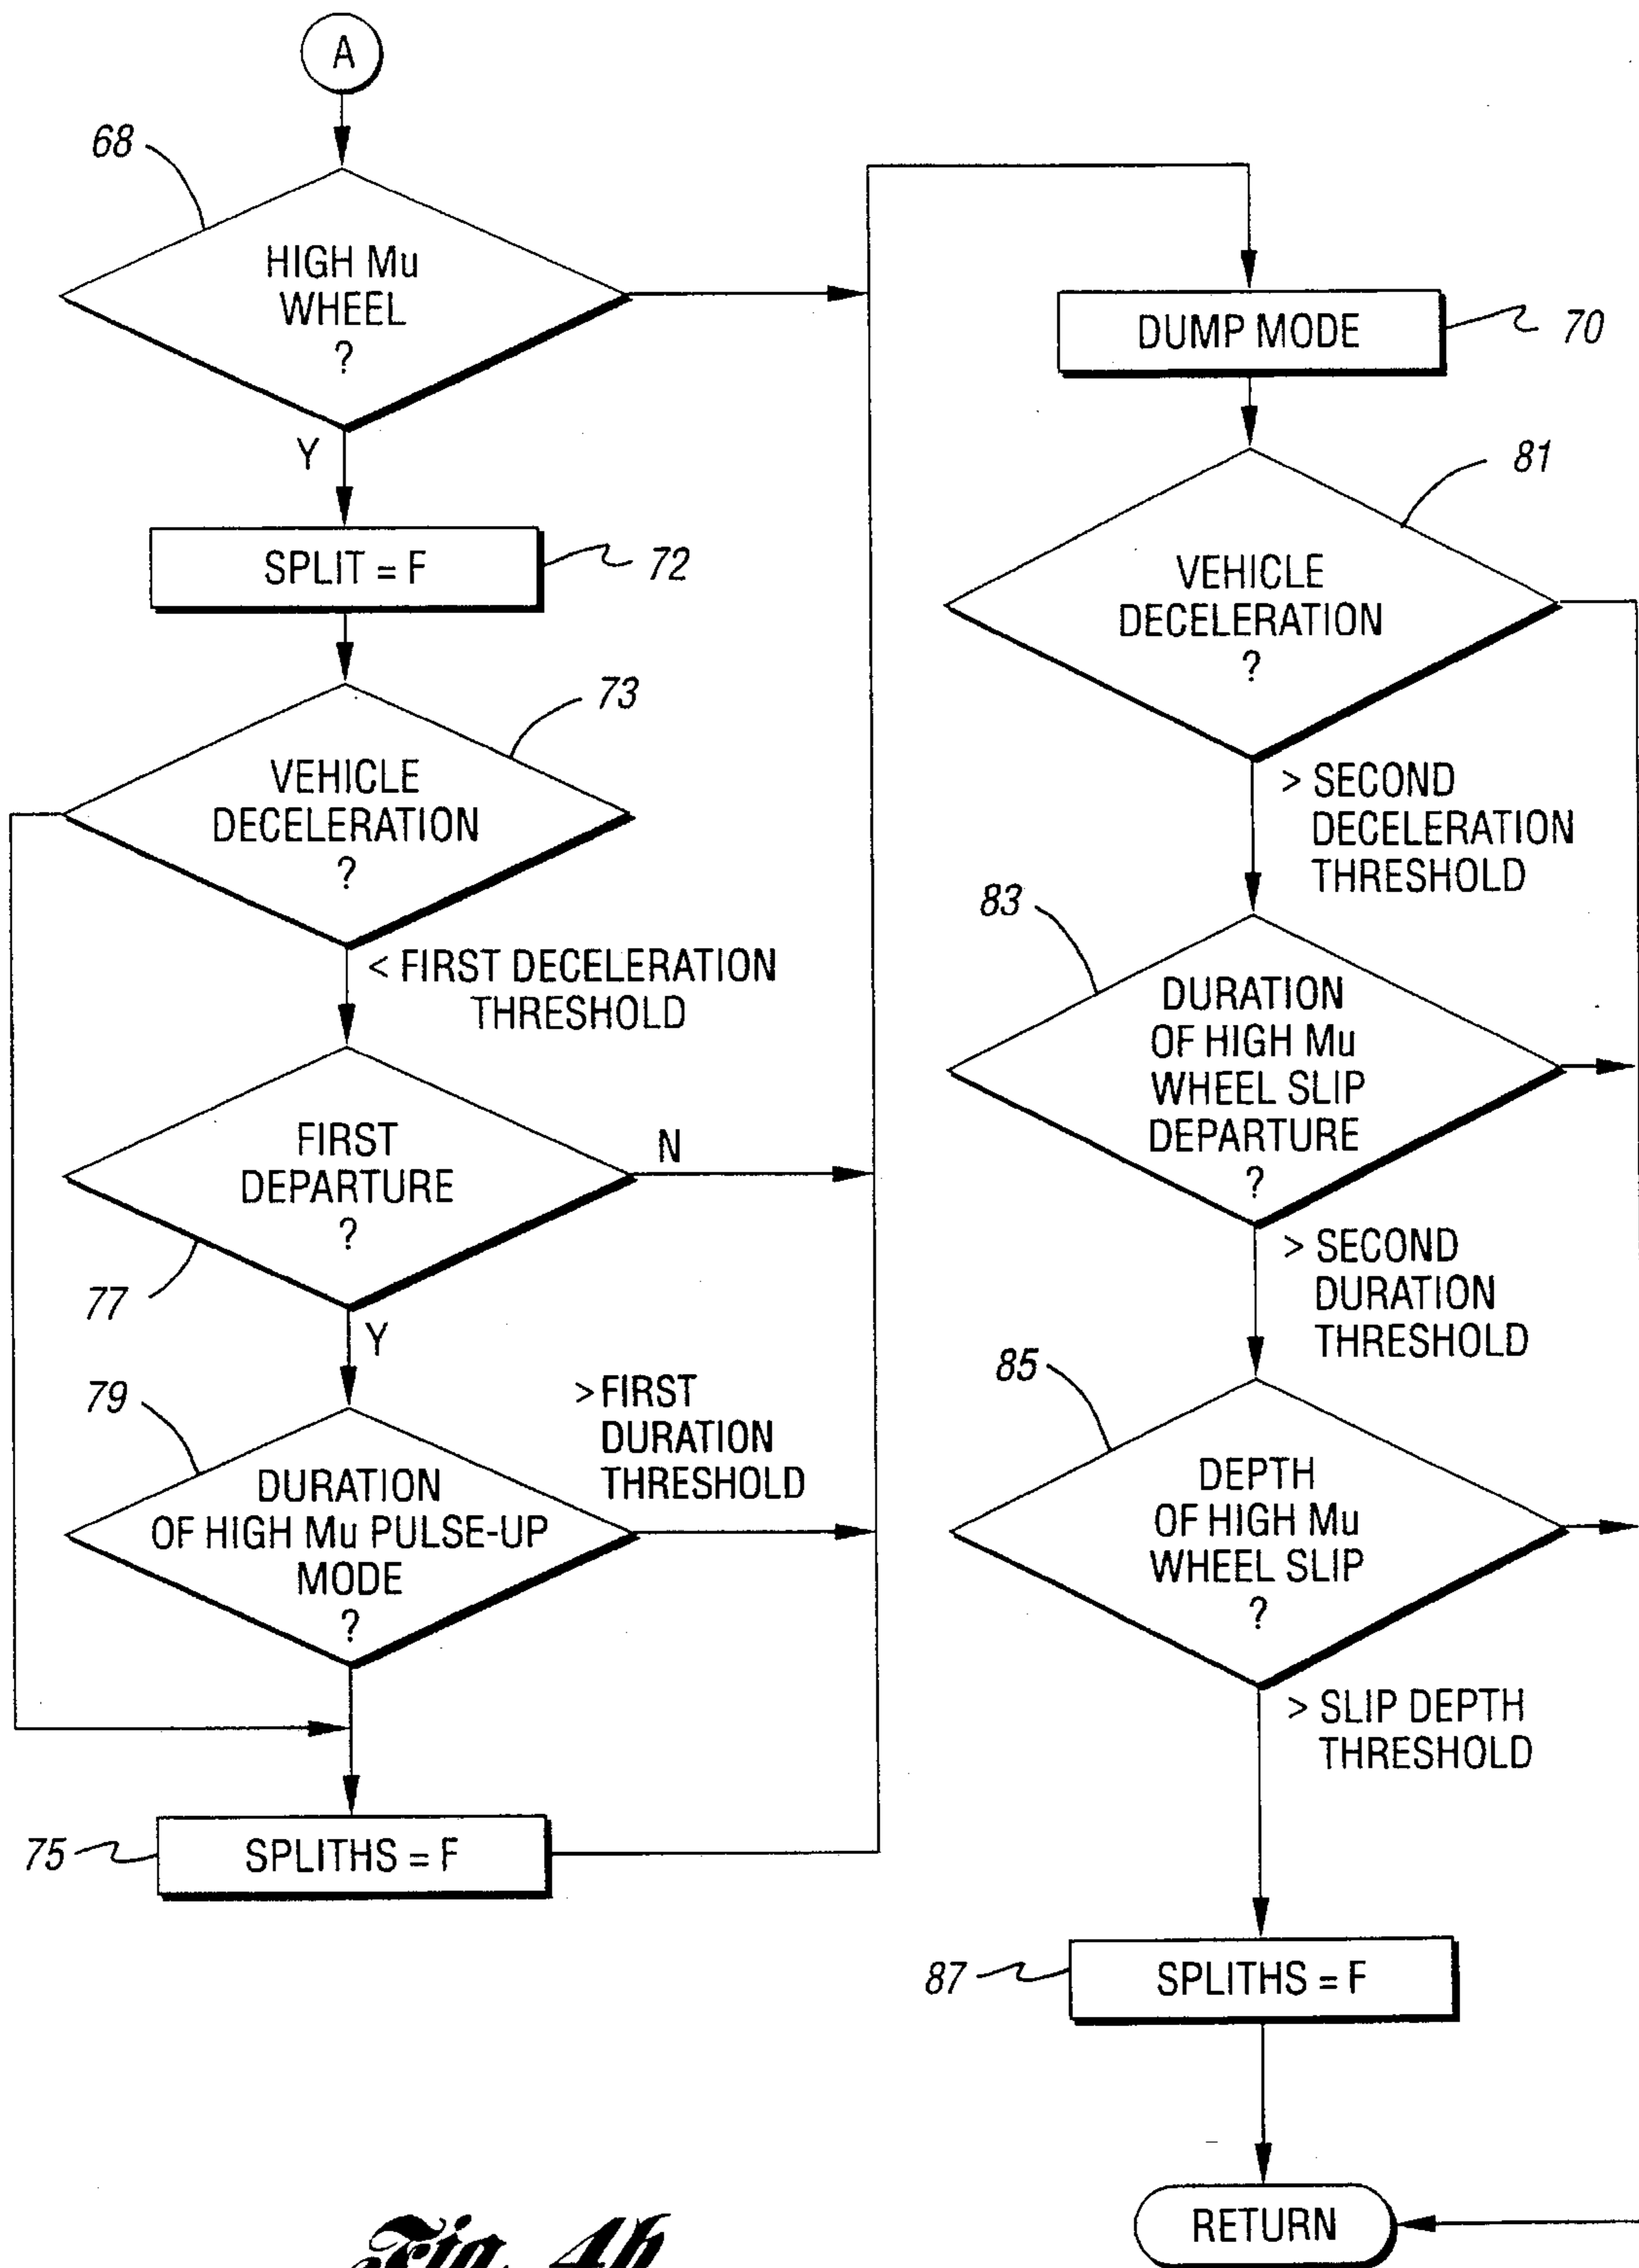 A
68
HIGH Mu
WHEEL
?
Y
SPLIT = F
72
73
VEHICLE
DECELERATION
?
< FIRST DECELERATION
THRESHOLD
FIRST
DEPARTURE
?
N
77
Y
79
> FIRST
DURATION
THRESHOLD
DURATION
OF HIGH Mu PULSE-UP
MODE
?
75
SPLITHS = F
DUMP MODE
70
81
VEHICLE
DECELERATION
?
> SECOND
DECELERATION
THRESHOLD
83
DURATION
OF HIGH Mu
WHEEL SLIP
DEPARTURE
?
> SECOND
DURATION
THRESHOLD
85
DEPTH
OF HIGH Mu
WHEEL SLIP
?
> SLIP DEPTH
THRESHOLD
87
SPLITHS = F
RETURN
Fig. 4b